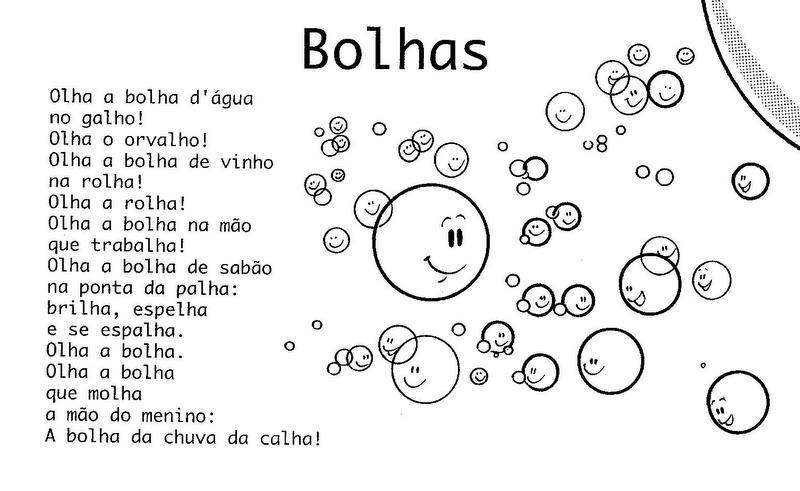 Bolhas
Olha a bolha d'água
no galho!
Olha o orvalho!
Olha a bolha de vinho
na rolha!
Olha a rolha!
Olha a bolha na mão
que trabalha!
Olha a bolha de sabão
na ponta da palha:
brilha, espelha
e se espalha.
Olha a bolha.
Olha a bolha
que molha
a mão do menino:
A bolha da chuva da calha!